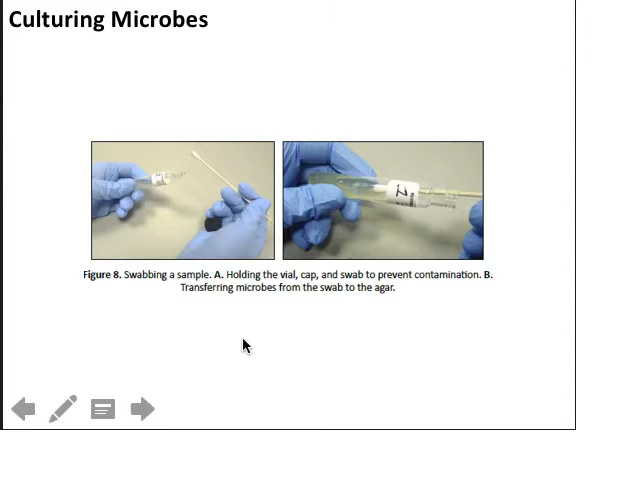 Culturing Microbes
Figure 8. Swabbing a sample. A. Holding the vial, cap, and swab to prevent contamination. B.
Transferring microbes from the swab to the agar.